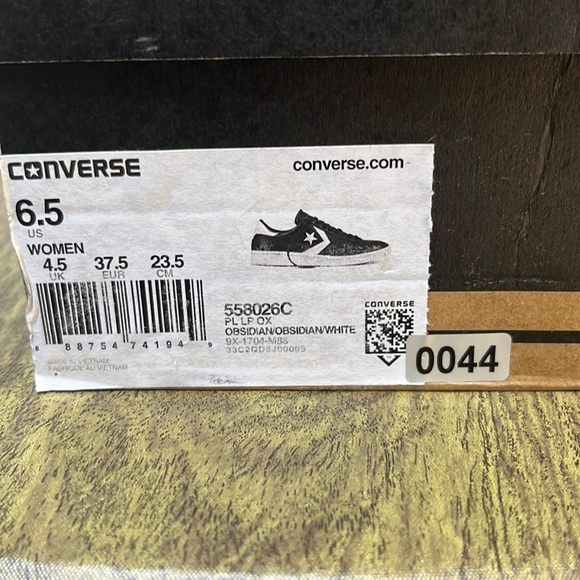 CONVERSE
converse.com
6.5
US
WOMEN
4.5 37.5 23.5
UK EUR CM
8 88754 74194 9
MADE IN VIETNAM
FABRIQUE AU VIETNAM
558026C
PL LP OX
OBSIDIAN/OBSIDIAN/WHITE
9X-1704-M88
CONVERSE
0044